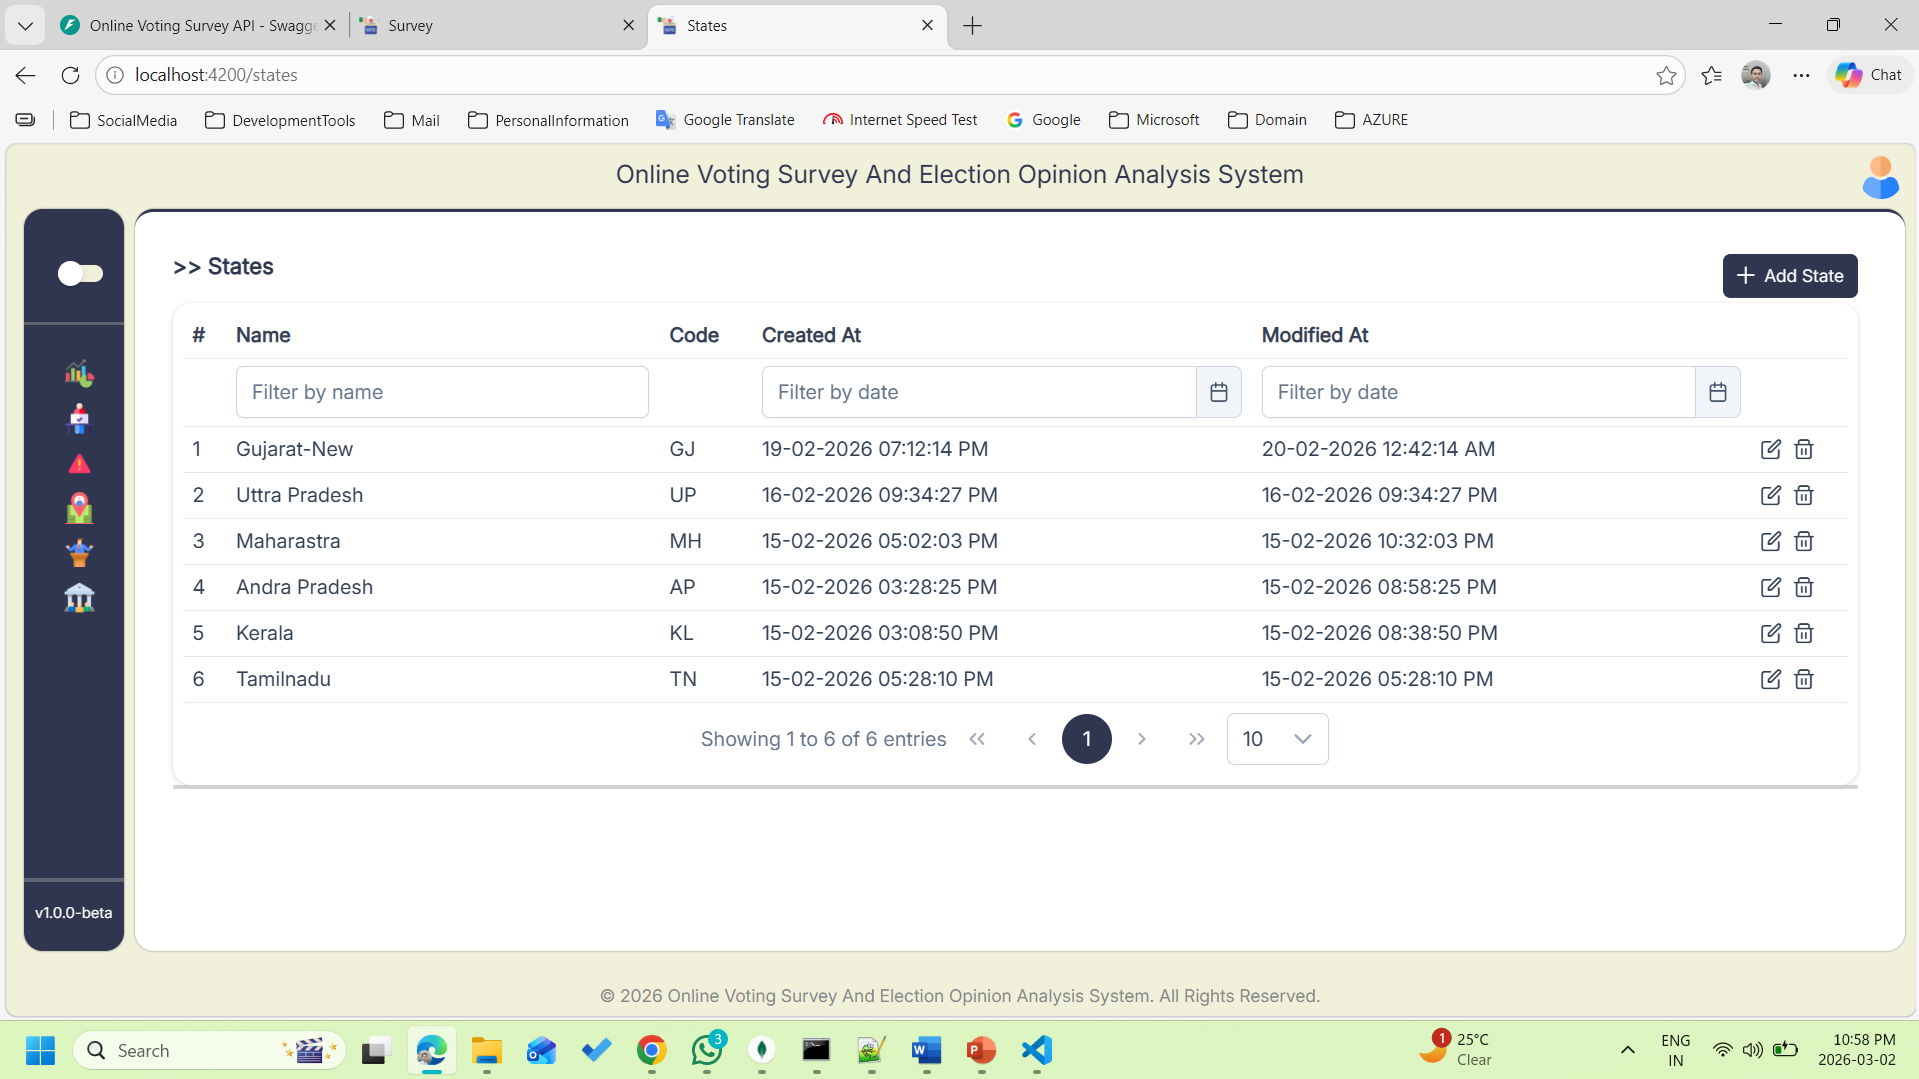 Online Voting Survey API - Swagge
Survey
States
localhost:4200/states
Chat
SocialMedia
DevelopmentTools
Mail
PersonalInformation
Google Translate
Internet Speed Test
Google
Microsoft
Domain
AZURE
Online Voting Survey And Election Opinion Analysis System
>> States
+ Add State
# Name Code Created At Modified At
Filter by name Filter by date Filter by date
1 Gujarat-New GJ 19-02-2026 07:12:14 PM 20-02-2026 12:42:14 AM
2 Uttra Pradesh UP 16-02-2026 09:34:27 PM 16-02-2026 09:34:27 PM
3 Maharastra MH 15-02-2026 05:02:03 PM 15-02-2026 10:32:03 PM
4 Andra Pradesh AP 15-02-2026 03:28:25 PM 15-02-2026 08:58:25 PM
5 Kerala KL 15-02-2026 03:08:50 PM 15-02-2026 08:38:50 PM
6 Tamilnadu TN 15-02-2026 05:28:10 PM 15-02-2026 05:28:10 PM
Showing 1 to 6 of 6 entries << < 1 > >> 10
v1.0.0-beta
© 2026 Online Voting Survey And Election Opinion Analysis System. All Rights Reserved.
Search
3
1
25°C
Clear
ENG
IN
10:58 PM
2026-03-02